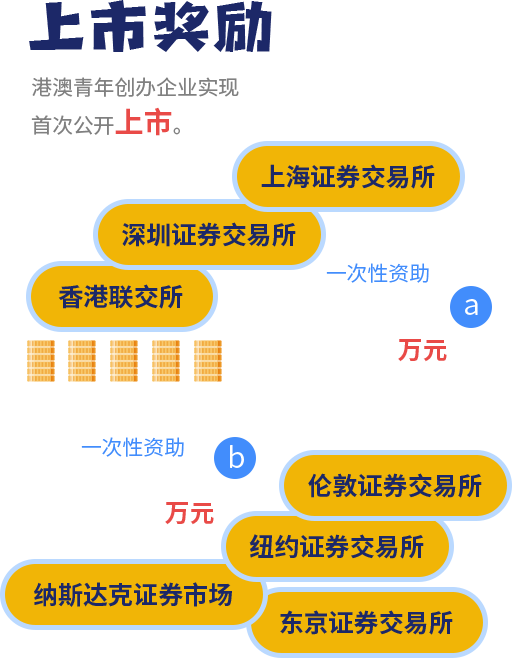 上市奖励
港澳青年创办企业实现
首次公开上市。
上海证券交易所
深圳证券交易所
香港联交所
一次性资助
a
万元
一次性资助
b
万元
伦敦证券交易所
纽约证券交易所
纳斯达克证券市场
东京证券交易所